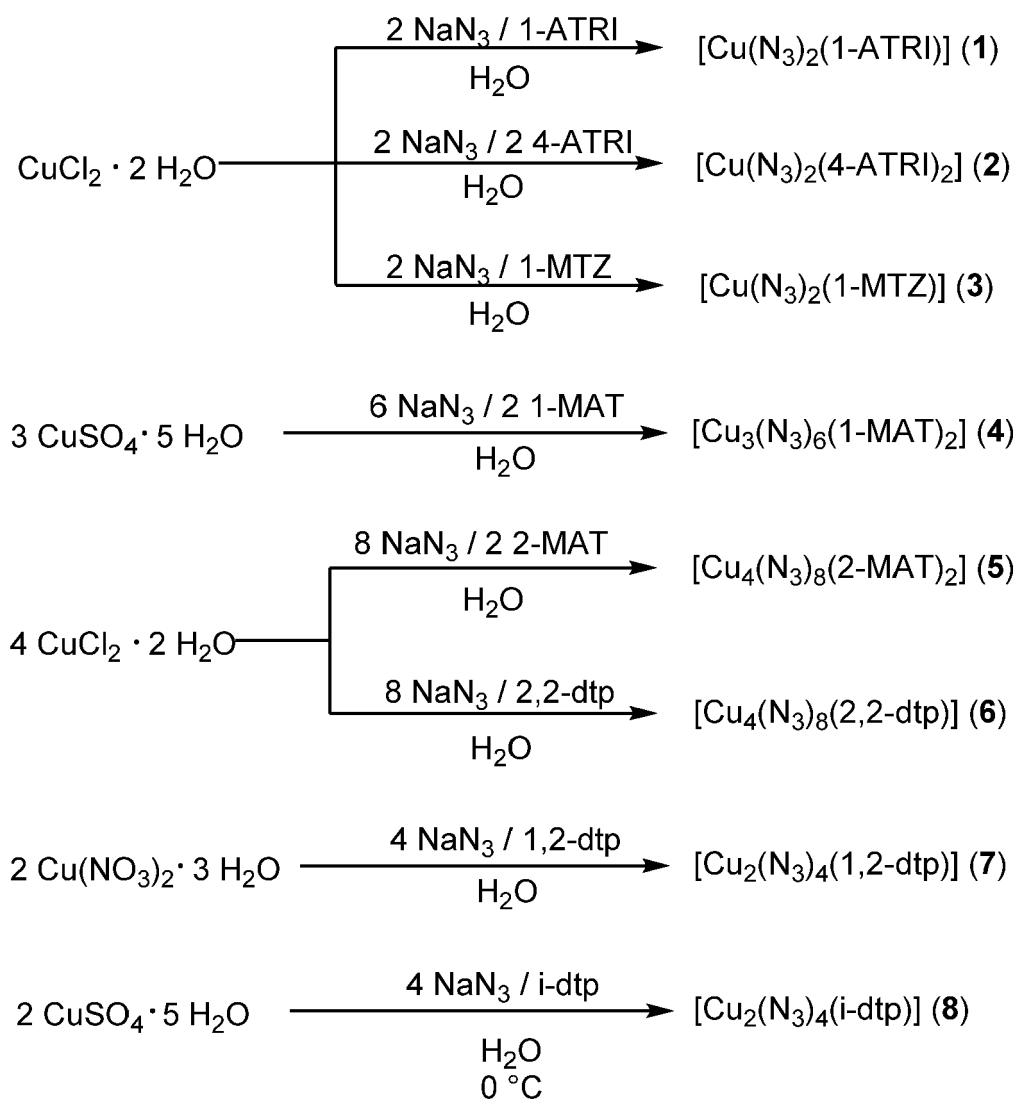 2 NaN₃ / 1-ATRI
H₂O
[Cu(N₃)₂(1-ATRI)] (1)
CuCl₂ · 2 H₂O
2 NaN₃ / 2 4-ATRI
H₂O
[Cu(N₃)₂(4-ATRI)₂] (2)
2 NaN₃ / 1-MTZ
H₂O
[Cu(N₃)₂(1-MTZ)] (3)
3 CuSO₄ · 5 H₂O
6 NaN₃ / 2 1-MAT
H₂O
[Cu₃(N₃)₆(1-MAT)₂] (4)
8 NaN₃ / 2 2-MAT
H₂O
[Cu₄(N₃)₈(2-MAT)₂] (5)
4 CuCl₂ · 2 H₂O
8 NaN₃ / 2,2-dtp
H₂O
[Cu₄(N₃)₈(2,2-dtp)] (6)
2 Cu(NO₃)₂ · 3 H₂O
4 NaN₃ / 1,2-dtp
H₂O
[Cu₂(N₃)₄(1,2-dtp)] (7)
2 CuSO₄ · 5 H₂O
4 NaN₃ / i-dtp
H₂O
0 °C
[Cu₂(N₃)₄(i-dtp)] (8)